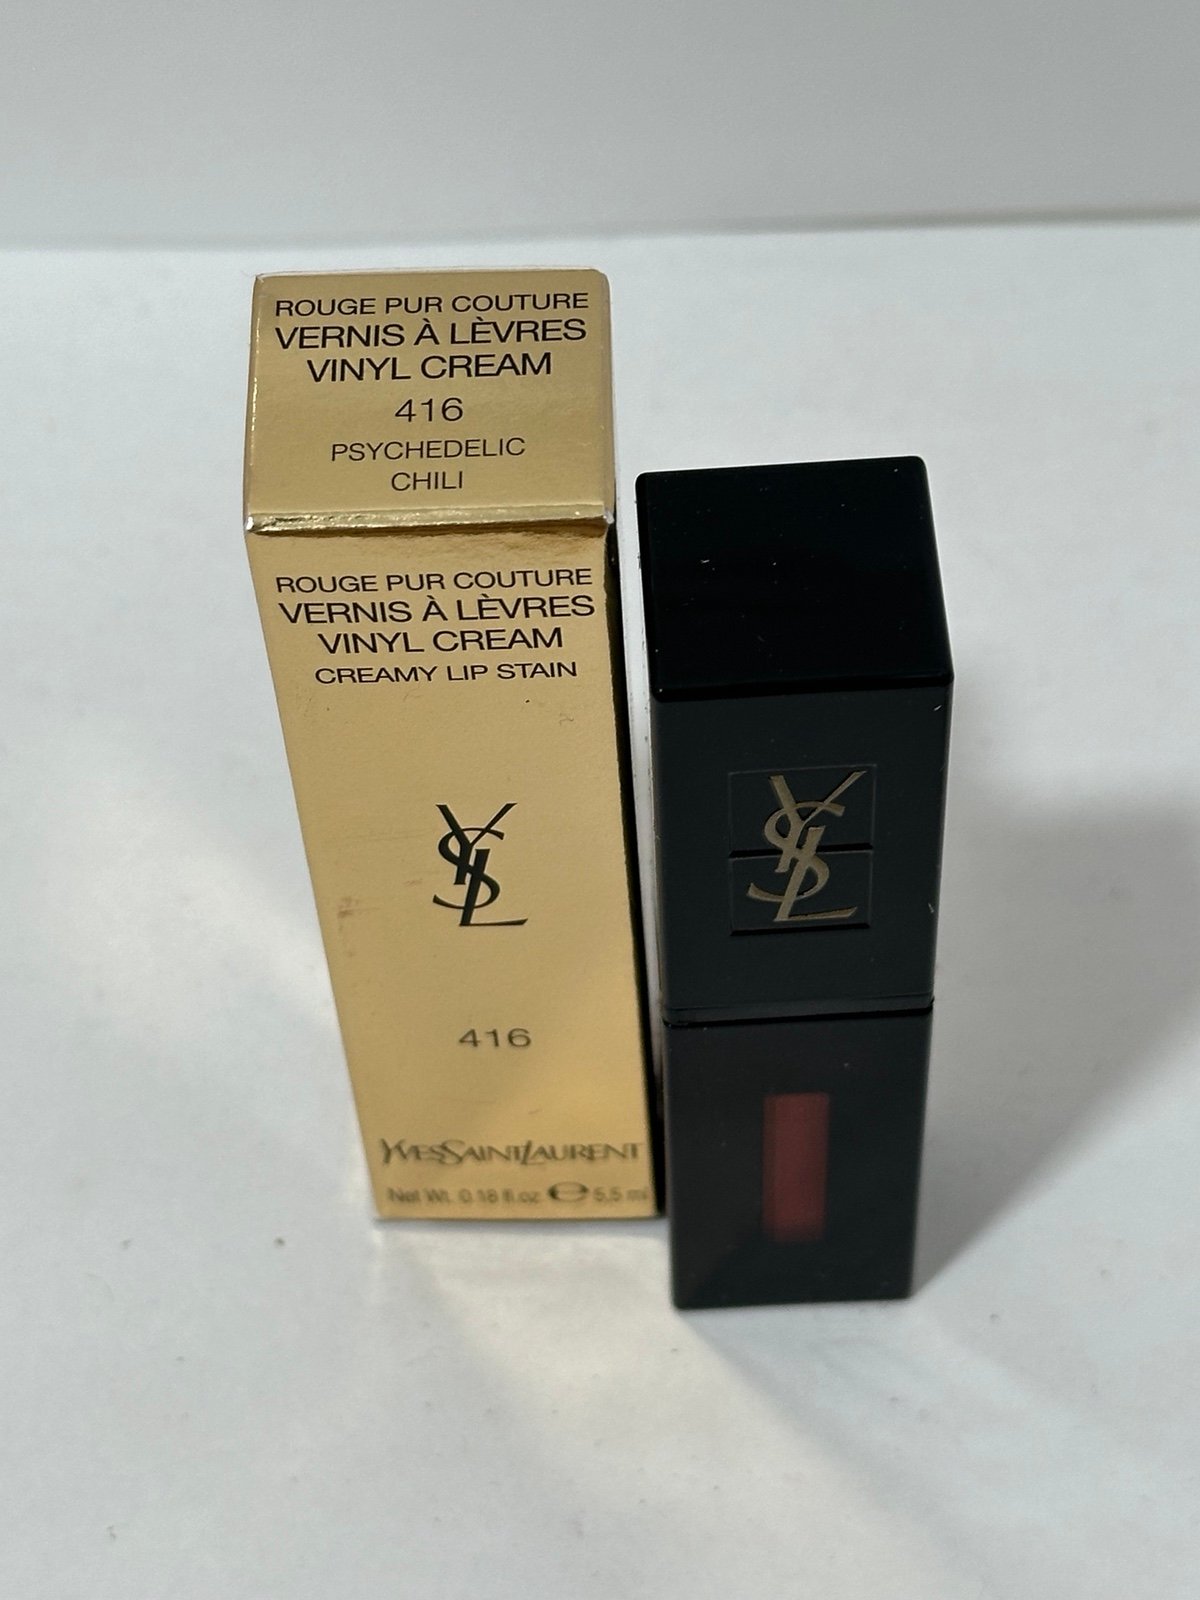 ROUGE PUR COUTURE
VERNIS À LÈVRES
VINYL CREAM
416
PSYCHEDELIC
CHILI
ROUGE PUR COUTURE
VERNIS À LÈVRES
VINYL CREAM
CREAMY LIP STAIN
YSL
416
YVESSAINTLAURENT
Net Wt. 0.18 fl.oz ℮ 5,5 ml
YSL